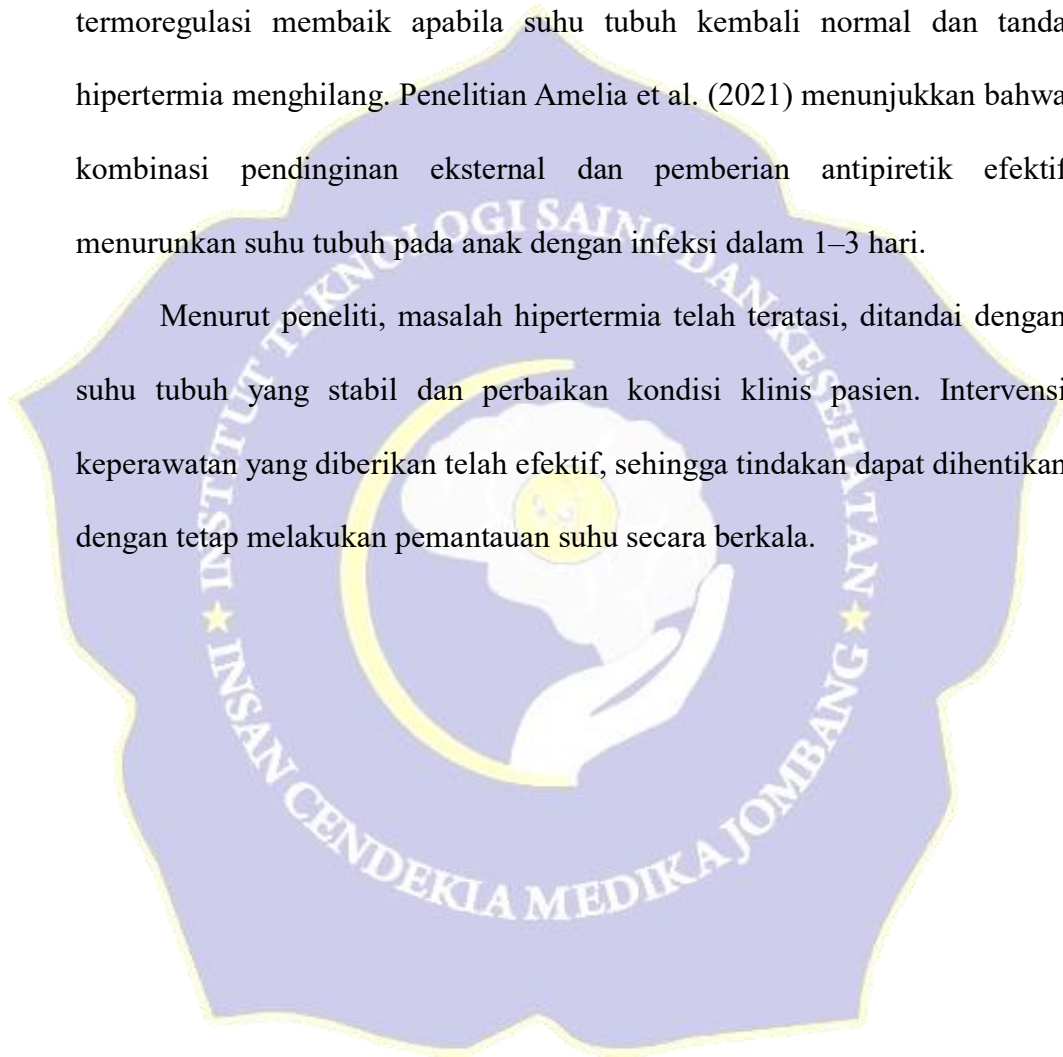 termoregulasi membaik apabila suhu tubuh kembali normal dan tanda
hipertermia menghilang. Penelitian Amelia et al. (2021) menunjukkan bahwa
kombinasi pendinginan eksternal dan pemberian antipiretik efektif
menurunkan suhu tubuh pada anak dengan infeksi dalam 1–3 hari.
Menurut peneliti, masalah hipertermia telah teratasi, ditandai dengan
suhu tubuh yang stabil dan perbaikan kondisi klinis pasien. Intervensi
keperawatan yang diberikan telah efektif, sehingga tindakan dapat dihentikan
dengan tetap melakukan pemantauan suhu secara berkala.
INSTITUT TEKNOLOGI SAINS DAN KESEHATAN
INSAN CENDEKIA MEDIKA JOMBANG